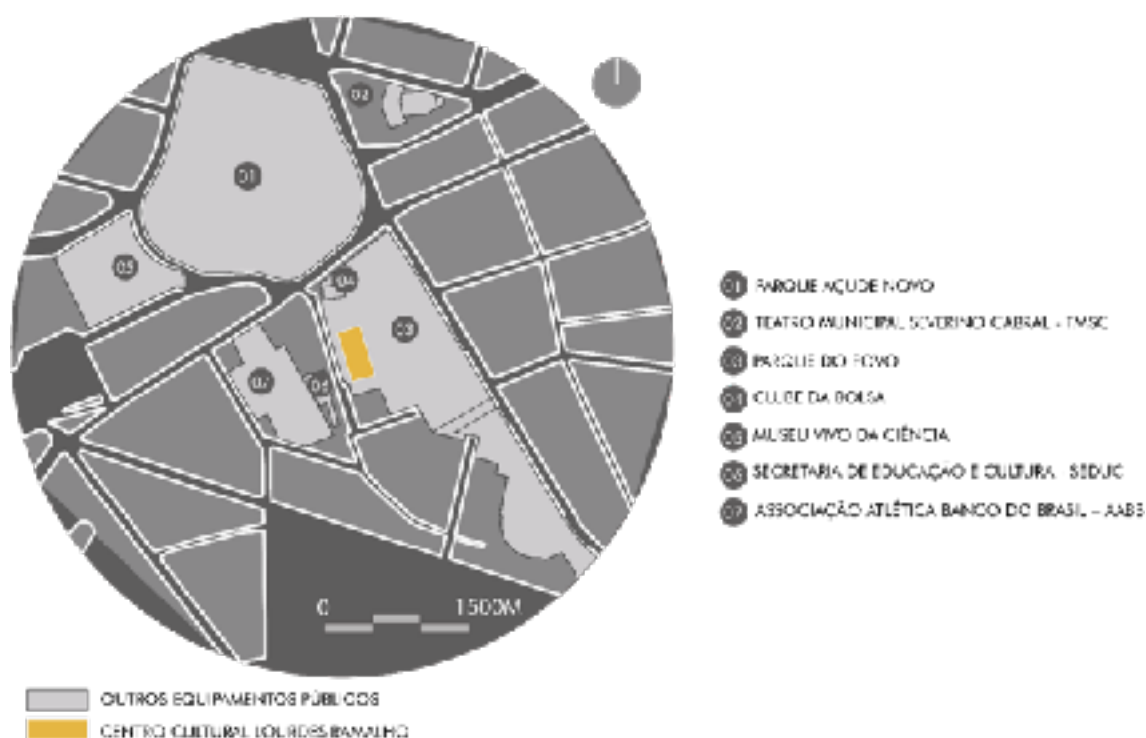 02
01
05
04
03
07
06
0 1500M
01 PARQUE AÇUDE NOVO
02 TEATRO MUNICIPAL SEVERINO CABRAL - TMSC
03 PARQUE DO POVO
04 CLUBE DA BOLSA
05 MUSEU VIVO DA CIÊNCIA
06 SECRETARIA DE EDUCAÇÃO E CULTURA - SEDUC
07 ASSOCIAÇÃO ATLÉTICA BANCO DO BRASIL – AABB
OUTROS EQUIPAMENTOS PÚBLICOS
CENTRO CULTURAL LOURDES RAMALHO